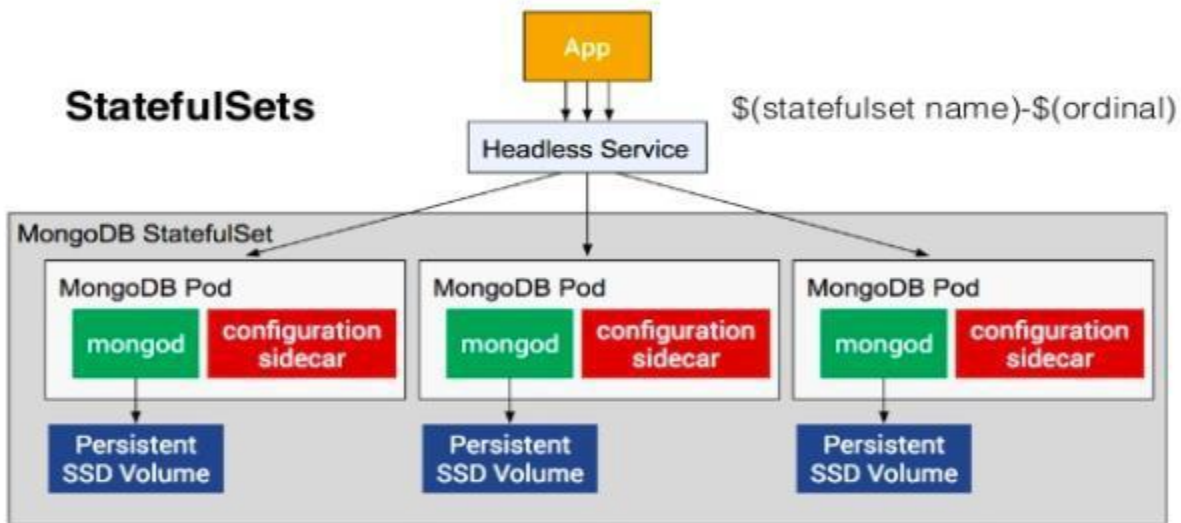 App
StatefulSets
$(statefulset name)-$(ordinal)
Headless Service
MongoDB StatefulSet
MongoDB Pod
mongod
configuration
sidecar
Persistent
SSD Volume
MongoDB Pod
mongod
configuration
sidecar
Persistent
SSD Volume
MongoDB Pod
mongod
configuration
sidecar
Persistent
SSD Volume